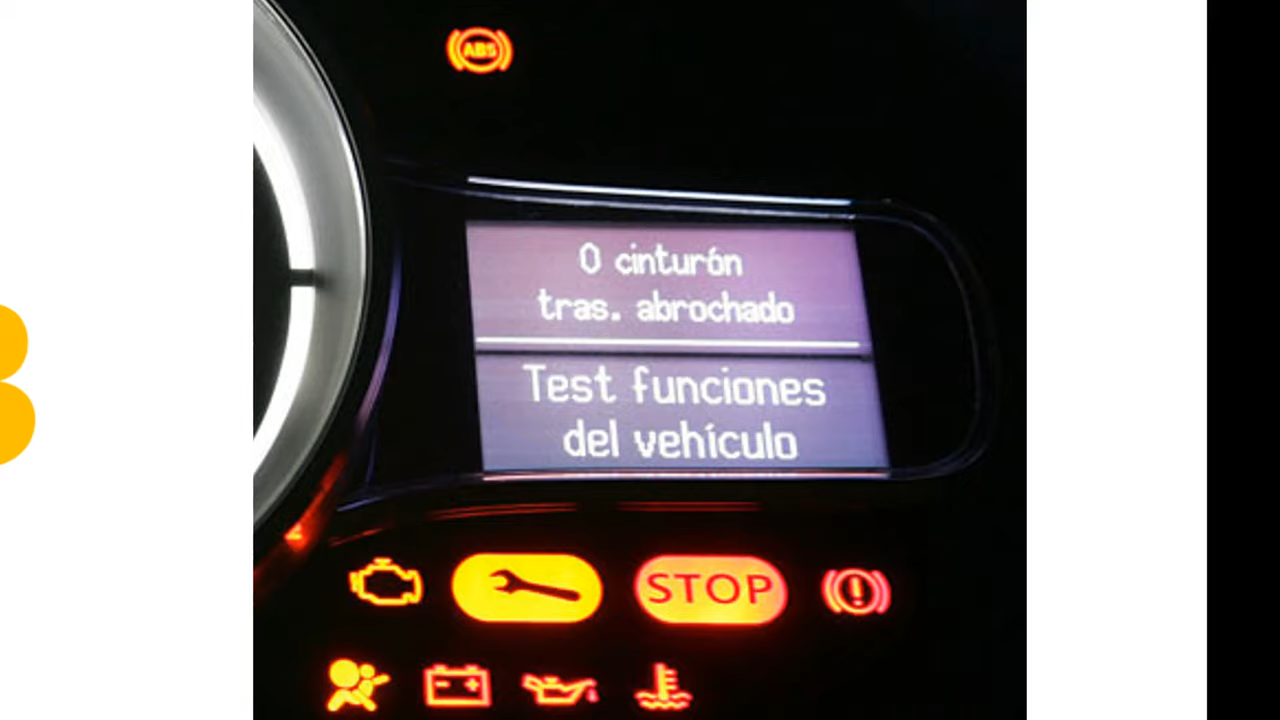 ABS
0 cinturón
tras. abrochado
Test funciones
del vehículo
STOP